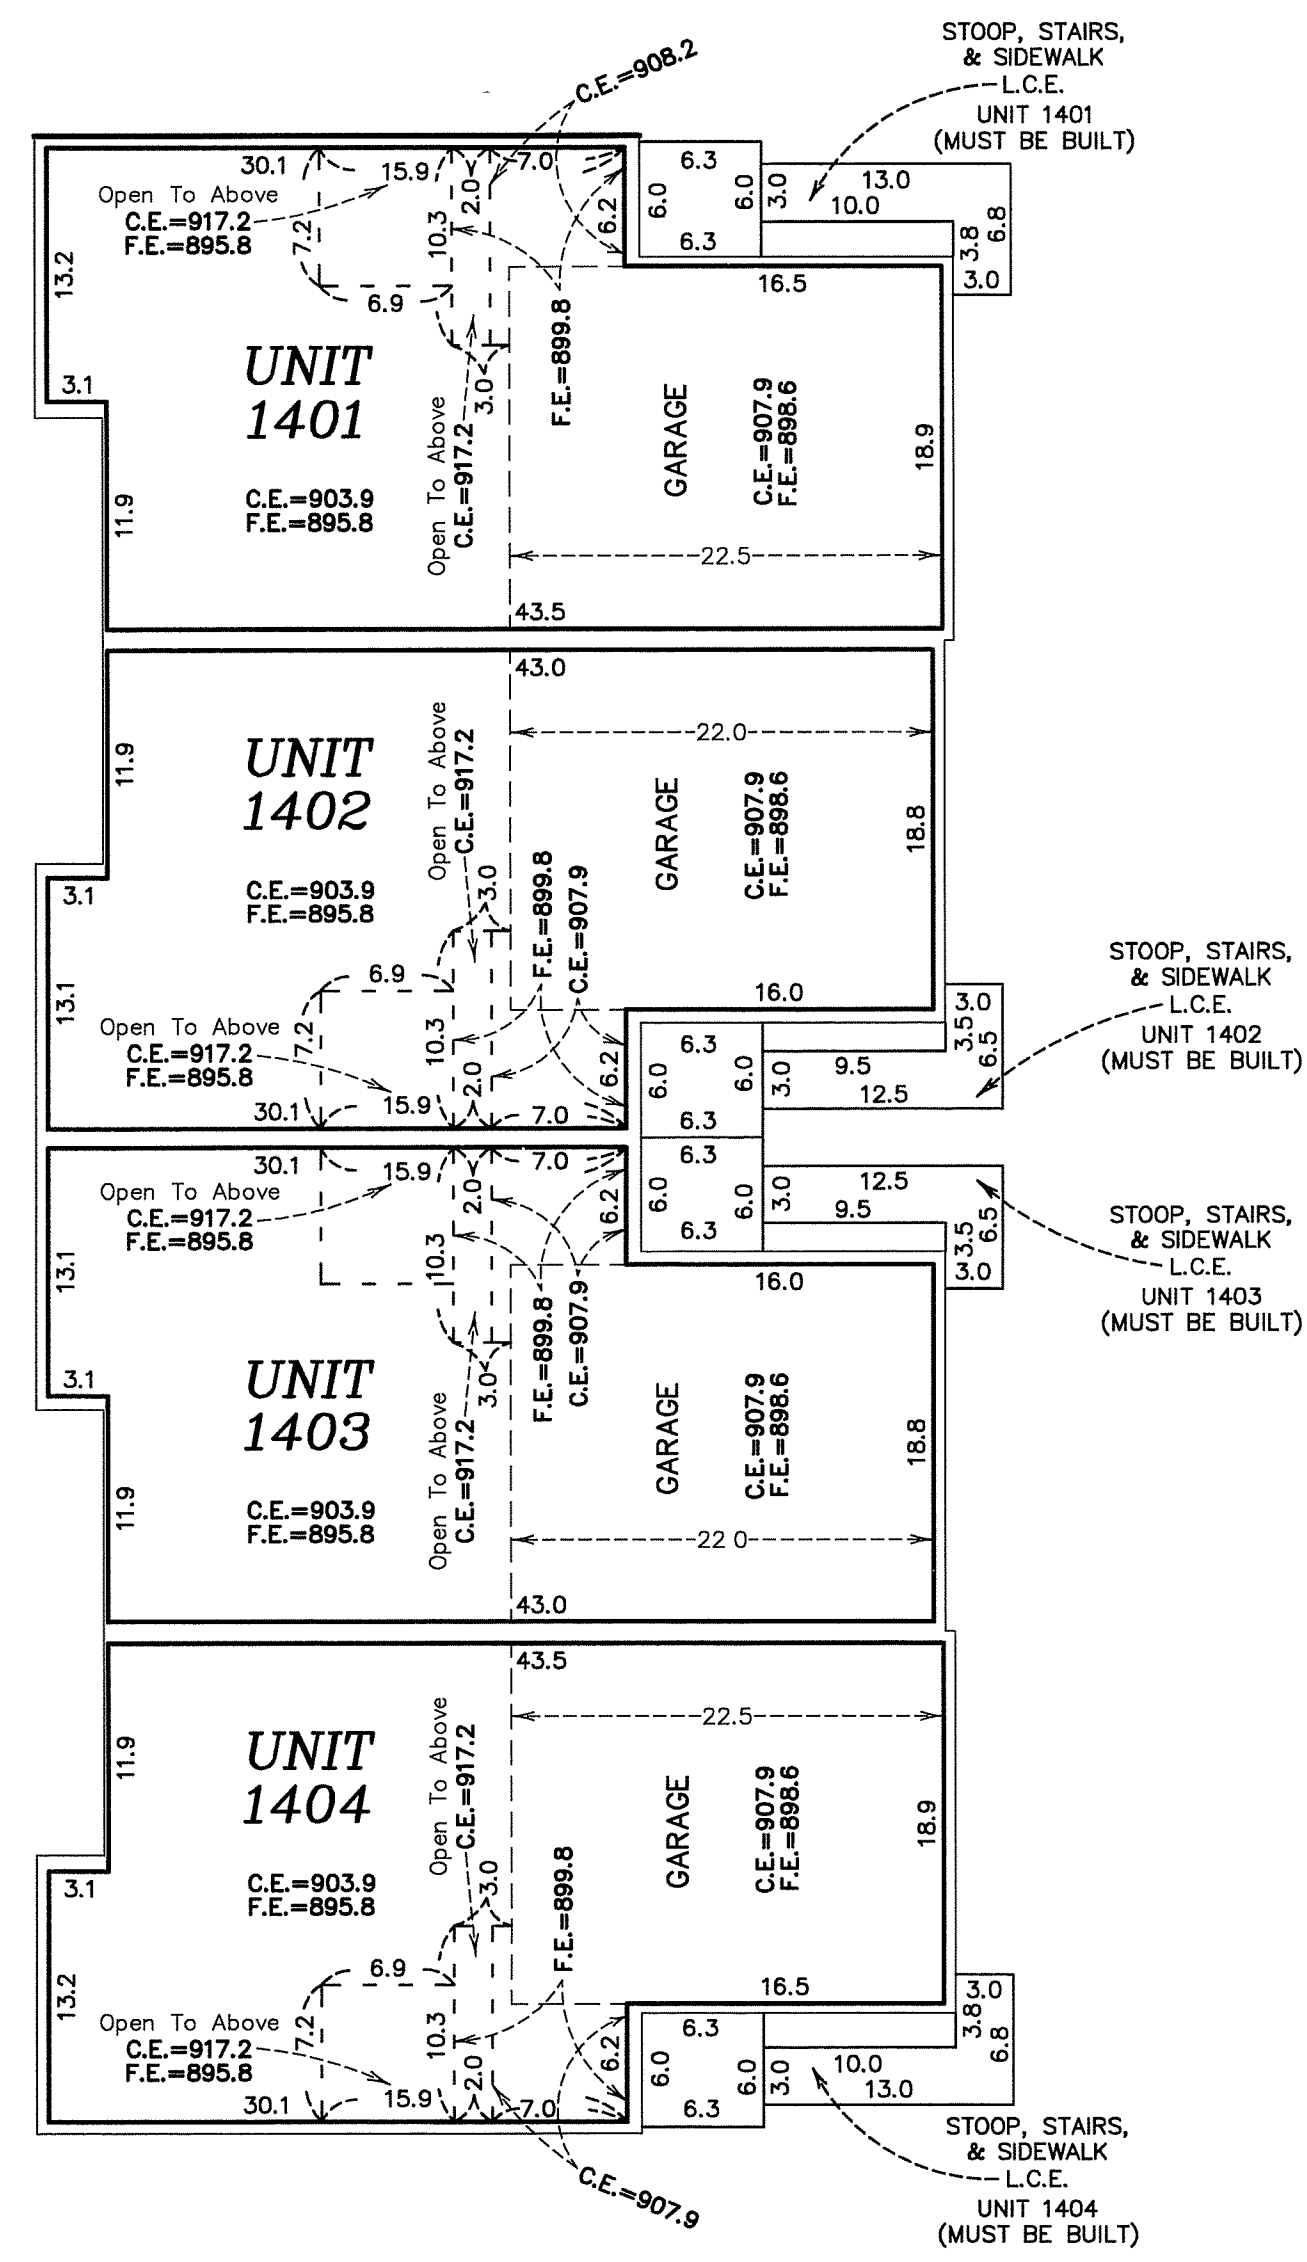 C.E.=908.2
STOOP, STAIRS,
& SIDEWALK
L.C.E.
UNIT 1401
(MUST BE BUILT)
30.1
15.9
2.0
7.0
Open To Above
C.E.=917.2
F.E.=895.8
7.2
10.3
6.2
6.3
6.0
6.0
6.3
3.0
13.0
10.0
6.8
3.8
3.0
13.2
6.9
16.5
3.1
UNIT
1401
C.E.=903.9
F.E.=895.8
Open To Above
C.E.=917.2
3.0
F.E.=899.8
GARAGE
C.E.=907.9
F.E.=898.6
18.9
11.9
22.5
43.5
43.0
22.0
11.9
UNIT
1402
C.E.=903.9
F.E.=895.8
Open To Above
C.E.=917.2
3.0
F.E.=899.8
C.E.=907.9
GARAGE
C.E.=907.9
F.E.=898.6
18.8
3.1
13.1
6.9
16.0
Open To Above
C.E.=917.2
F.E.=895.8
7.2
10.3
2.0
6.2
30.1
15.9
7.0
6.3
6.0
6.0
6.3
3.0
9.5
12.5
3.0
3.5
6.5
STOOP, STAIRS,
& SIDEWALK
L.C.E.
UNIT 1402
(MUST BE BUILT)
30.1
15.9
2.0
7.0
Open To Above
C.E.=917.2
F.E.=895.8
10.3
6.2
6.3
6.0
6.0
6.3
3.0
12.5
9.5
3.5
6.5
3.0
STOOP, STAIRS,
& SIDEWALK
L.C.E.
UNIT 1403
(MUST BE BUILT)
13.1
16.0
3.1
UNIT
1403
C.E.=903.9
F.E.=895.8
Open To Above
C.E.=917.2
3.0
F.E.=899.8
C.E.=907.9
GARAGE
C.E.=907.9
F.E.=898.6
18.8
11.9
22 0
43.0
43.5
22.5
11.9
UNIT
1404
C.E.=903.9
F.E.=895.8
Open To Above
C.E.=917.2
3.0
F.E.=899.8
GARAGE
C.E.=907.9
F.E.=898.6
18.9
3.1
13.2
6.9
16.5
Open To Above
C.E.=917.2
F.E.=895.8
7.2
10.3
2.0
6.2
30.1
15.9
7.0
6.3
6.0
6.0
6.3
3.0
10.0
13.0
3.0
3.8
6.8
C.E.=907.9
STOOP, STAIRS,
& SIDEWALK
L.C.E.
UNIT 1404
(MUST BE BUILT)